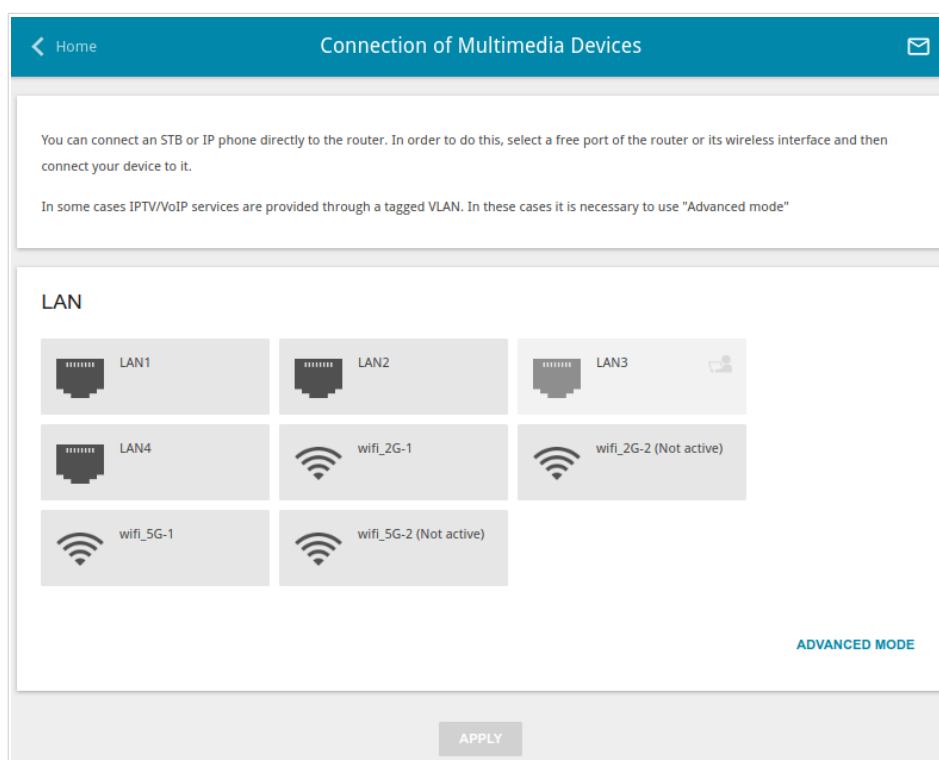 Home
Connection of Multimedia Devices
You can connect an STB or IP phone directly to the router. In order to do this, select a free port of the router or its wireless interface and then
connect your device to it.
In some cases IPTV/VoIP services are provided through a tagged VLAN. In these cases it is necessary to use "Advanced mode"
LAN
LAN1
LAN2
LAN3
LAN4
wifi_2G-1
wifi_2G-2 (Not active)
wifi_5G-1
wifi_5G-2 (Not active)
ADVANCED MODE
APPLY